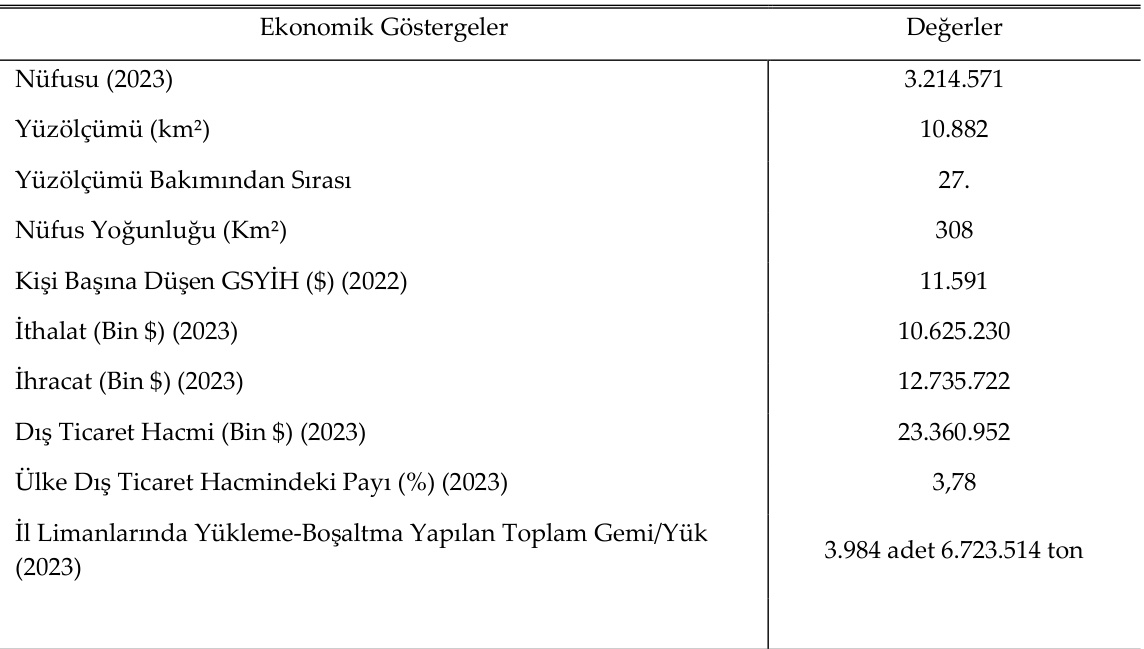 Ekonomik Göstergeler Değerler
Nüfusu (2023) 3.214.571
Yüzölçümü (km²) 10.882
Yüzölçümü Bakımından Sırası 27.
Nüfus Yoğunluğu (Km²) 308
Kişi Başına Düşen GSYİH ($) (2022) 11.591
İthalat (Bin $) (2023) 10.625.230
İhracat (Bin $) (2023) 12.735.722
Dış Ticaret Hacmi (Bin $) (2023) 23.360.952
Ülke Dış Ticaret Hacmindeki Payı (%) (2023) 3,78
İl Limanlarında Yükleme-Boşaltma Yapılan Toplam Gemi/Yük
(2023) 3.984 adet 6.723.514 ton